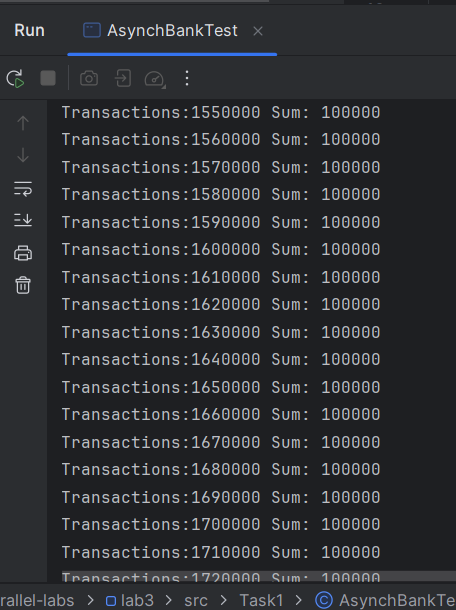 Run AsynchBankTest
Transactions:1550000 Sum: 100000
Transactions:1560000 Sum: 100000
Transactions:1570000 Sum: 100000
Transactions:1580000 Sum: 100000
Transactions:1590000 Sum: 100000
Transactions:1600000 Sum: 100000
Transactions:1610000 Sum: 100000
Transactions:1620000 Sum: 100000
Transactions:1630000 Sum: 100000
Transactions:1640000 Sum: 100000
Transactions:1650000 Sum: 100000
Transactions:1660000 Sum: 100000
Transactions:1670000 Sum: 100000
Transactions:1680000 Sum: 100000
Transactions:1690000 Sum: 100000
Transactions:1700000 Sum: 100000
Transactions:1710000 Sum: 100000
Transactions:1720000 Sum: 100000
rallel-labs > lab3 > src > Task1 > AsynchBankTe